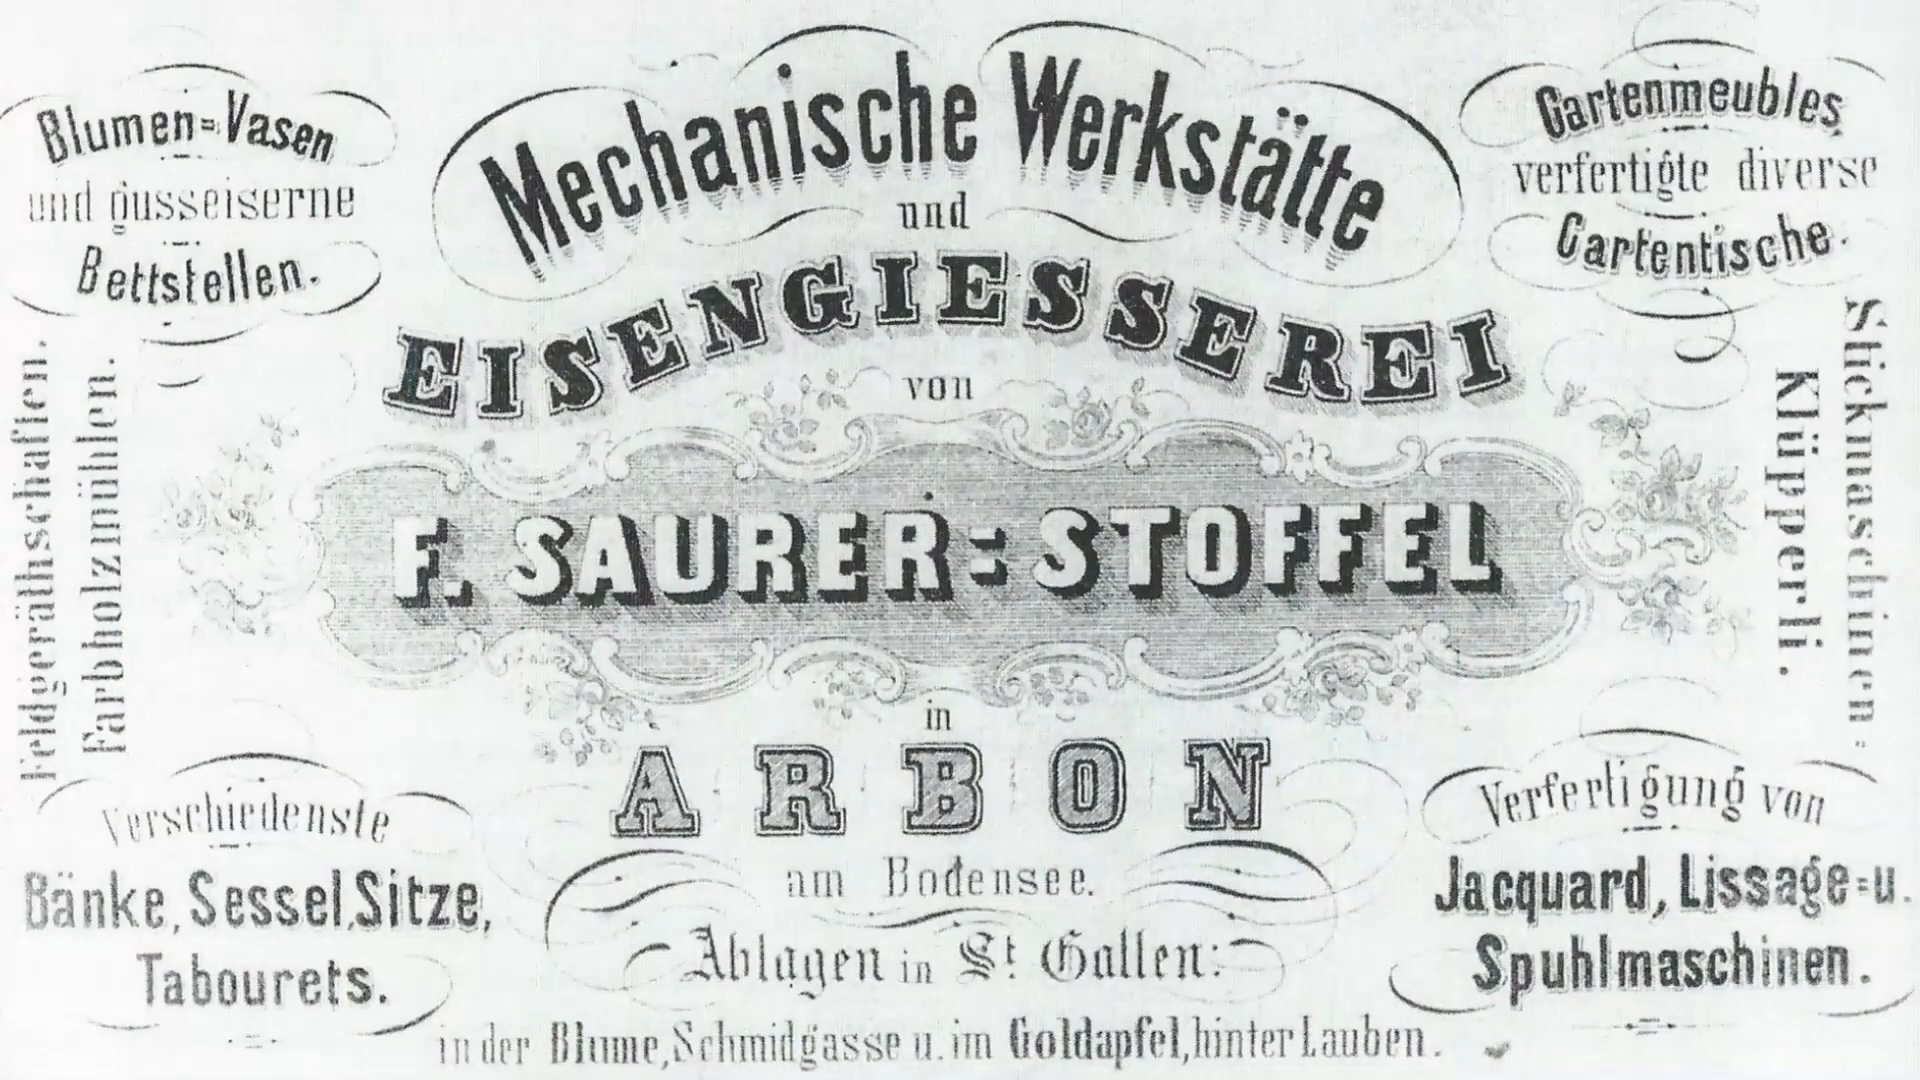 Blumen=Vasen
und gusseiserne
Bettstellen.
Mechanische Werkstätte
und
EISENGIESSEREI
von
F. SAURER=STOFFEL
in
ARBON
am Bodensee.
Ablagen in St Gallen:
in der Blume, Schmidgasse u. im Goldapfel, hinter Lauben.
Gartenmeubles,
verfertigte diverse
Gartentische.
Feldgeräthschaften.
Farbholzmühlen.
Stickmaschinen=
Klüpperli.
Verschiedenste
Bänke, Sessel, Sitze,
Tabourets.
Verfertigung von
Jacquard, Lissage=u.
Spuhlmaschinen.